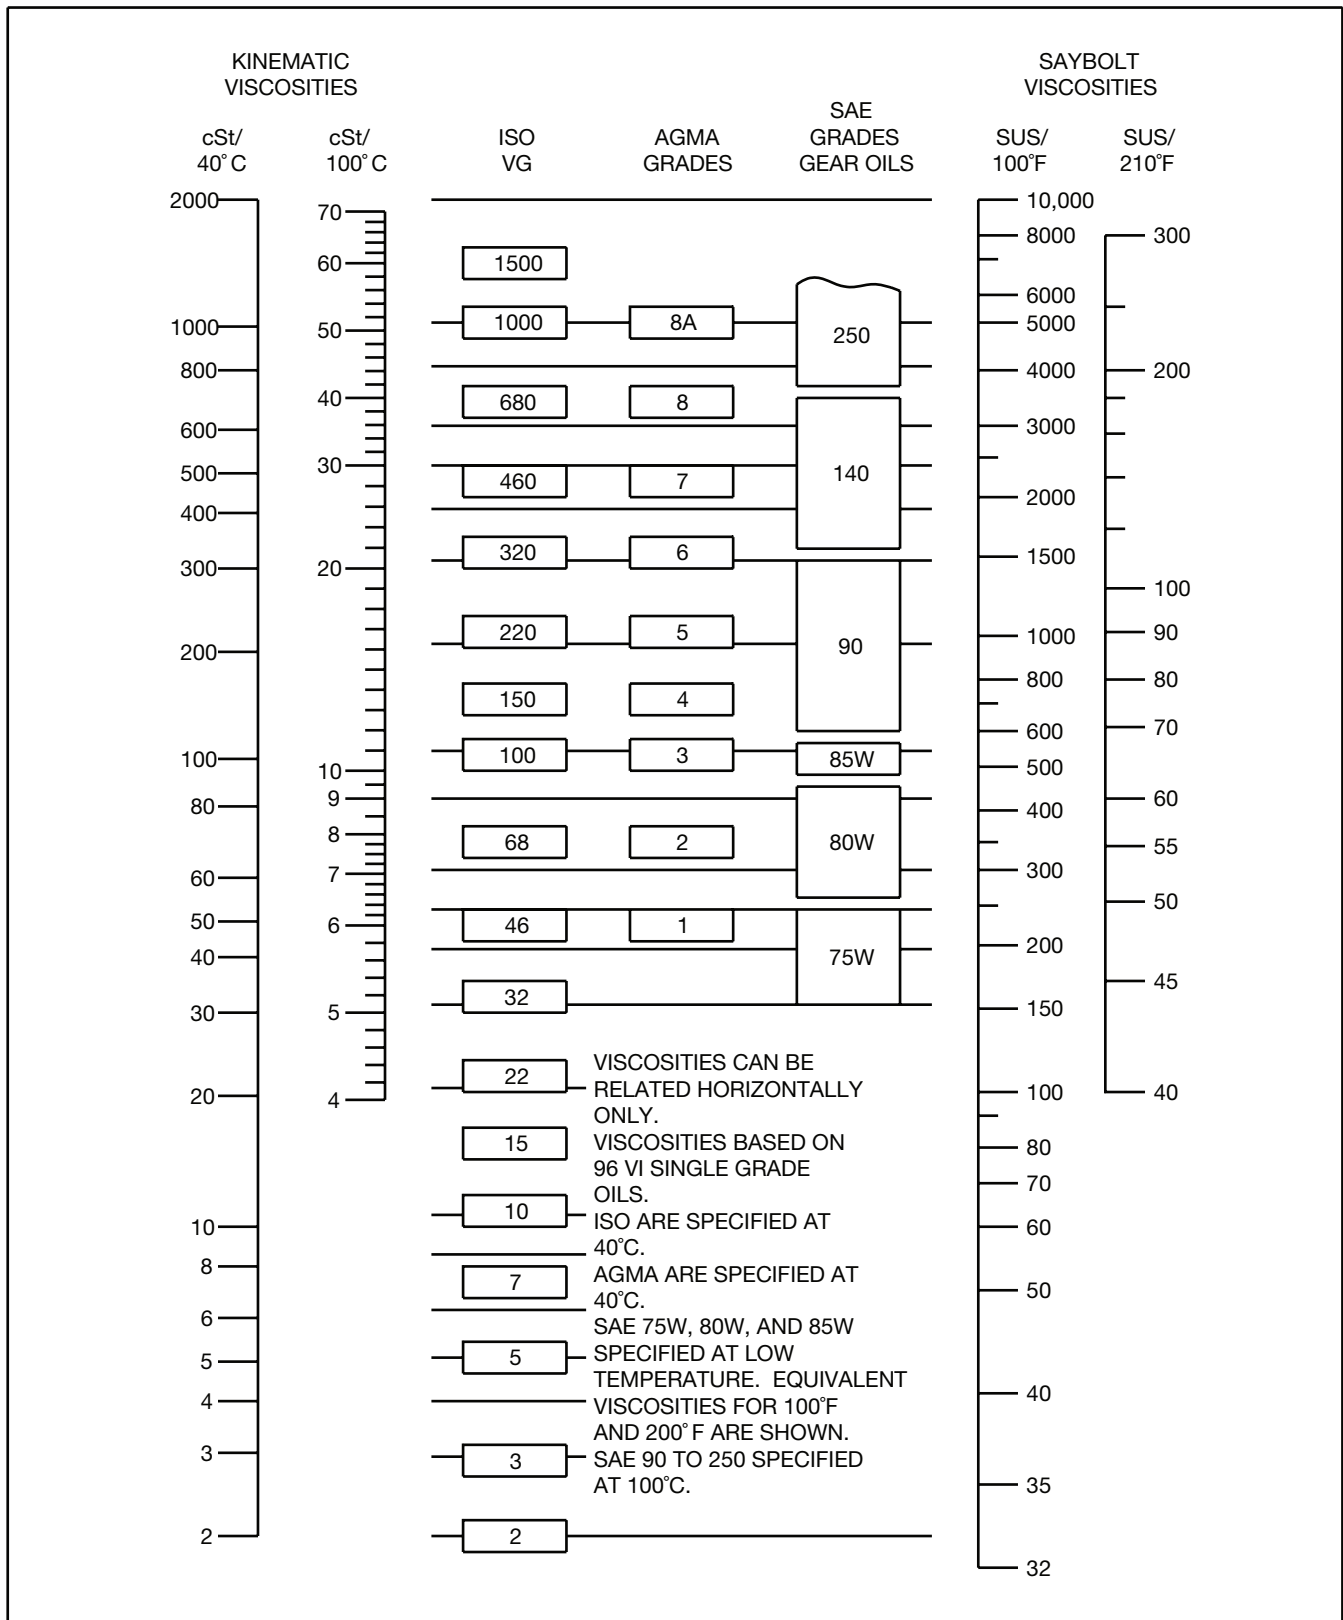 KINEMATIC
VISCOSITIES
SAYBOLT
VISCOSITIES
cSt/
40°C
cSt/
100°C
ISO
VG
AGMA
GRADES
SAE
GRADES
GEAR OILS
SUS/
100°F
SUS/
210°F
2000
1000
800
600
500
400
300
200
100
80
60
50
40
30
20
10
8
6
5
4
3
2
70
60
50
40
30
20
10
9
8
7
6
5
4
1500
1000
680
460
320
220
150
100
68
46
32
22
15
10
7
5
3
2
8A
8
7
6
5
4
3
2
1
250
140
90
85W
80W
75W
VISCOSITIES CAN BE
RELATED HORIZONTALLY
ONLY.
VISCOSITIES BASED ON
96 VI SINGLE GRADE
OILS.
ISO ARE SPECIFIED AT
40°C.
AGMA ARE SPECIFIED AT
40°C.
SAE 75W, 80W, AND 85W
SPECIFIED AT LOW
TEMPERATURE. EQUIVALENT
VISCOSITIES FOR 100°F
AND 200°F ARE SHOWN.
SAE 90 TO 250 SPECIFIED
AT 100°C.
10,000
8000
6000
5000
4000
3000
2000
1500
1000
800
600
500
400
300
200
150
100
80
70
60
50
40
35
32
300
200
100
90
80
70
60
55
50
45
40